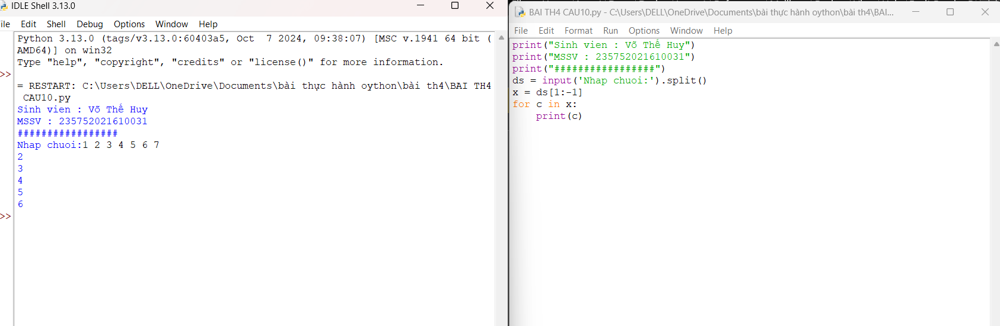 IDLE Shell 3.13.0
ile Edit Shell Debug Options Window Help
Python 3.13.0 (tags/v3.13.0:60403a5, Oct  7 2024, 09:38:07) [MSC v.1941 64 bit (
AMD64)] on win32
Type "help", "copyright", "credits" or "license()" for more information.
>>
= RESTART: C:\Users\DELL\OneDrive\Documents\bài thực hành oython\bài th4\BAI TH4
 CAU10.py
Sinh vien : Võ Thế Huy
MSSV : 235752021610031
#################
Nhap chuoi:1 2 3 4 5 6 7
2
3
4
5
6
>>
BAI TH4 CAU10.py - C:\Users\DELL\OneDrive\Documents\bài thực hành oython\bài th4\BAI...
File Edit Format Run Options Window Help
print("Sinh vien : Võ Thế Huy")
print("MSSV : 235752021610031")
print("#################")
ds = input('Nhap chuoi:').split()
x = ds[1:-1]
for c in x:
    print(c)